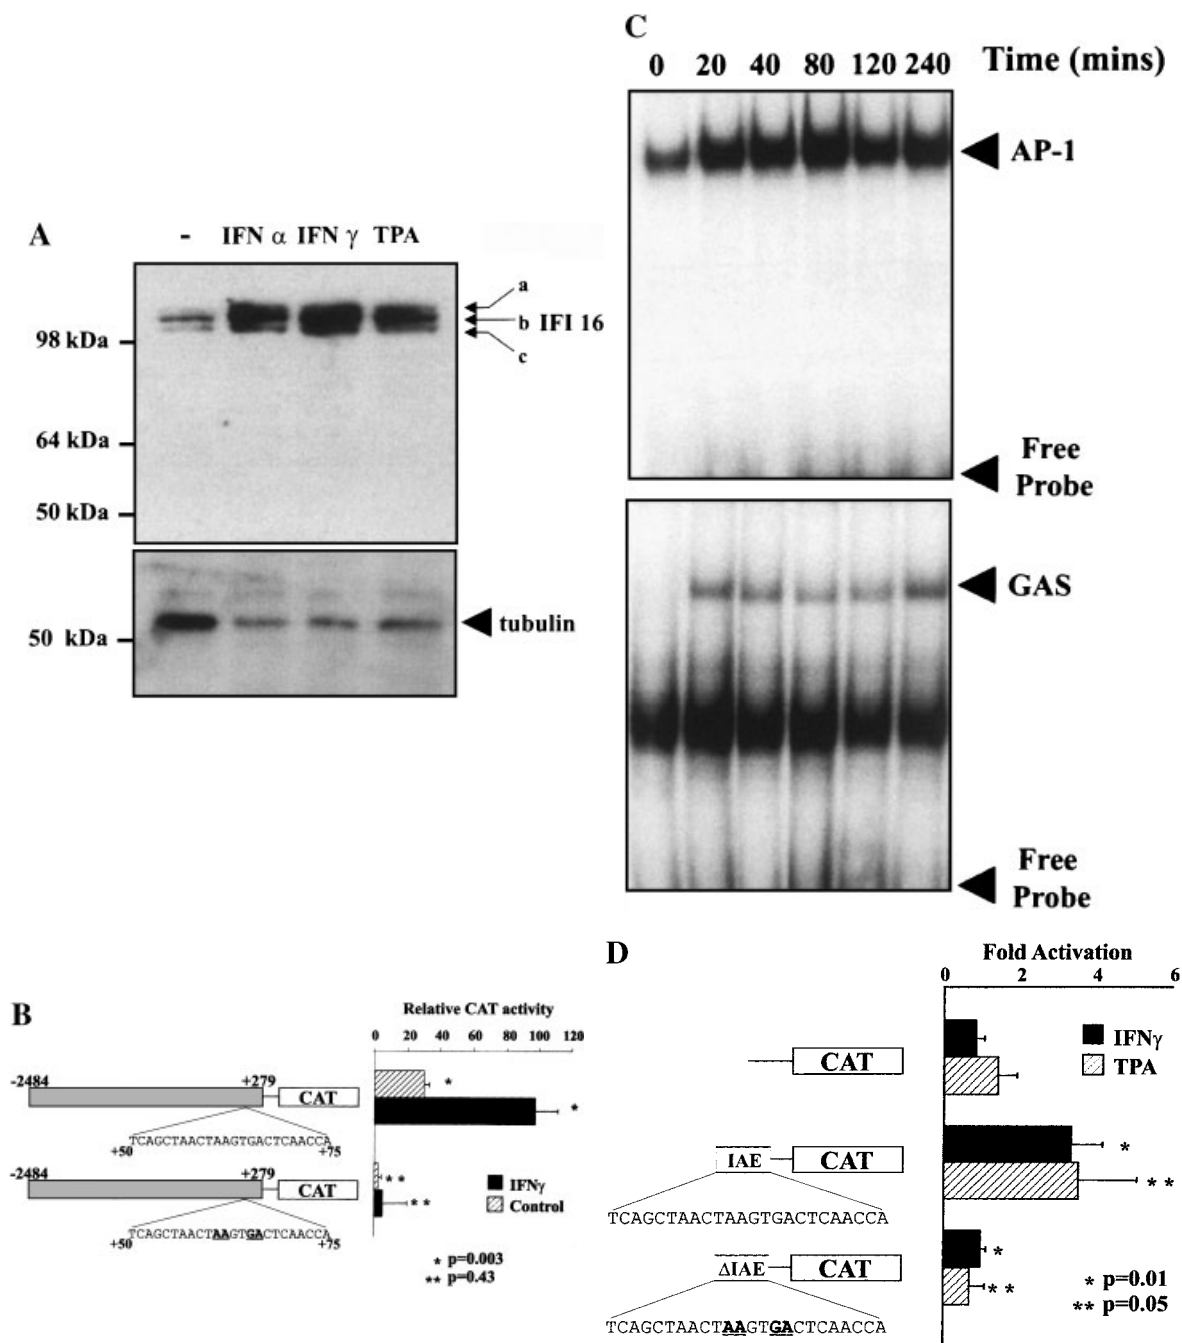 A
- IFN α IFN γ TPA
98 kDa
64 kDa
50 kDa
a
b IFI 16
c
50 kDa
tubulin
C
0 20 40 80 120 240 Time (mins)
AP-1
Free
Probe
GAS
Free
Probe
B
Relative CAT activity
0 20 40 60 80 100 120
-2484 +279
CAT
*
*
TCAGCTAACTAAGTGACTCAACCA
+50 +75
-2484 +279
CAT
**
**
TCAGCTAACTAAGTGACTCAACCA
+50 +75
IFNγ
Control
* p=0.003
** p=0.43
D
Fold Activation
0 2 4 6
CAT
IFNγ
TPA
IAE CAT
*
**
TCAGCTAACTAAGTGACTCAACCA
ΔIAE CAT
*
**
TCAGCTAACTAAGTGACTCAACCA
* p=0.01
** p=0.05